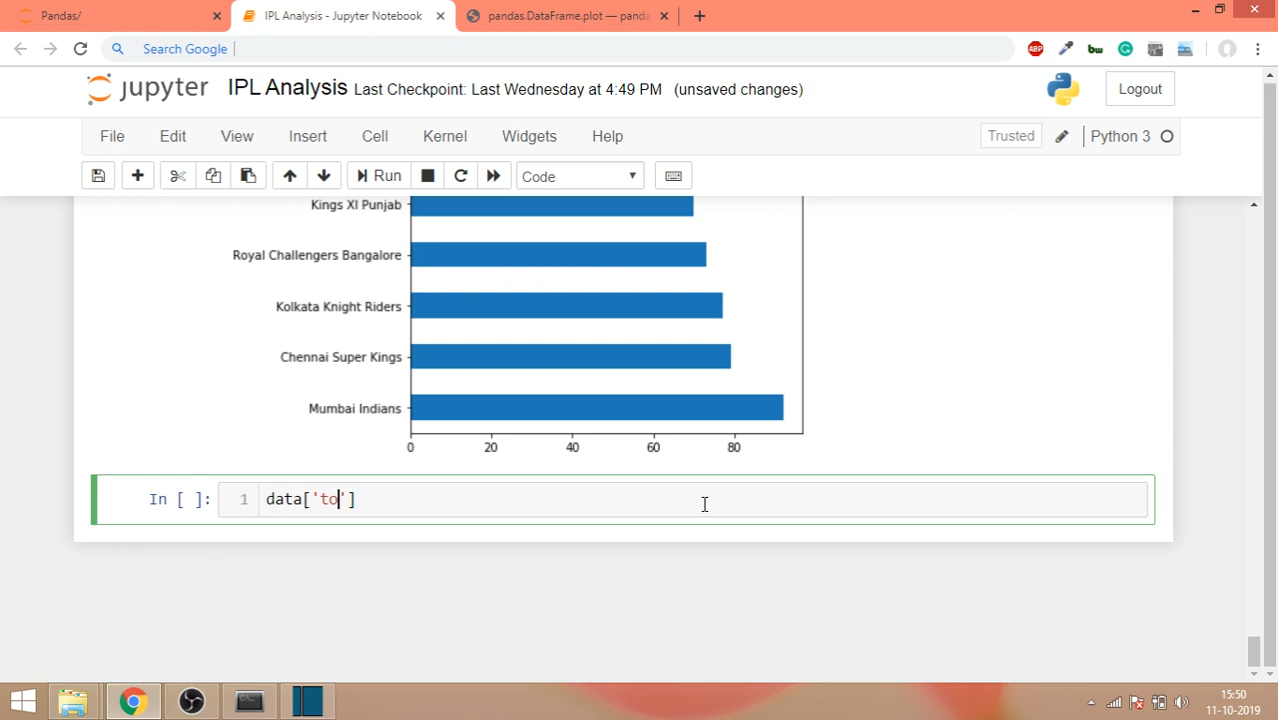 Pandas/
IPL Analysis - Jupyter Notebook
pandas.DataFrame.plot — panda
Search Google
ABP
bw
jupyter
IPL Analysis Last Checkpoint: Last Wednesday at 4:49 PM (unsaved changes)
Logout
File Edit View Insert Cell Kernel Widgets Help
Trusted
Python 3
Run
Code
Kings XI Punjab
Royal Challengers Bangalore
Kolkata Knight Riders
Chennai Super Kings
Mumbai Indians
0 20 40 60 80
In [ ]: 1 data['to']
15:50
11-10-2019